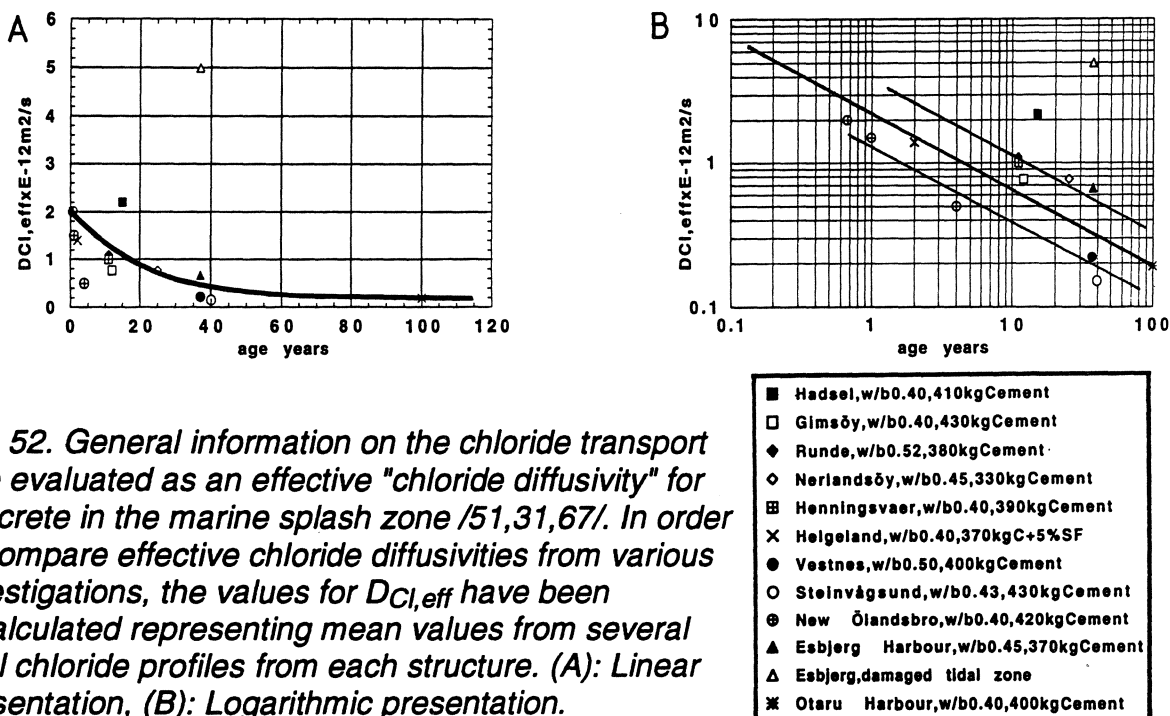 A
B
DCl,effxE-12m2/s
6
5
4
3
2
1
0
0 20 40 60 80 100 120
age years
DCl,effxE-12m2/s
10
1
0.1
0.1 1 10 100
age years
52. General information on the chloride transport
evaluated as an effective "chloride diffusivity" for
crete in the marine splash zone /51,31,67/. In order
ompare effective chloride diffusivities from various
estigations, the values for DCl,eff have been
alculated representing mean values from several
l chloride profiles from each structure. (A): Linear
sentation, (B): Logarithmic presentation.
Hadsel,w/b0.40,410kgCement
Gimsöy,w/b0.40,430kgCement
Runde,w/b0.52,380kgCement
Nerlandsöy,w/b0.45,330kgCement
Henningsvaer,w/b0.40,390kgCement
Helgeland,w/b0.40,370kgC+5%SF
Vestnes,w/b0.50,400kgCement
Steinvågsund,w/b0.43,430kgCement
New Ölandsbro,w/b0.40,420kgCement
Esbjerg Harbour,w/b0.45,370kgCement
Esbjerg,damaged tidal zone
Otaru Harbour,w/b0.40,400kgCement